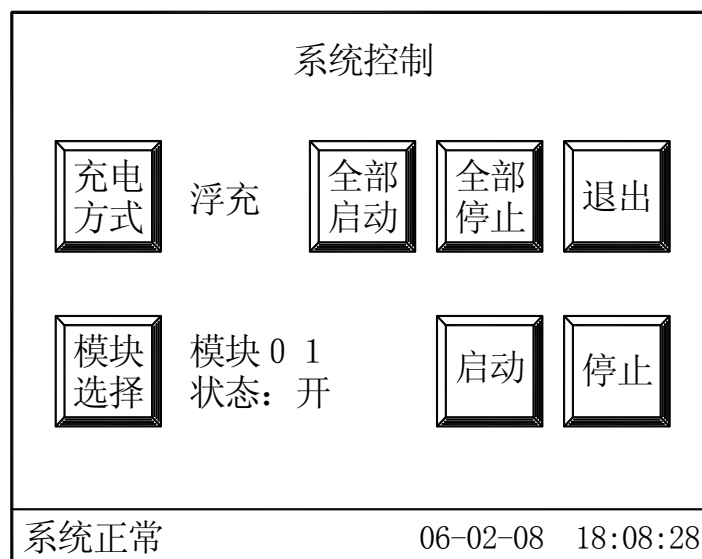 系统控制
充电
方式
浮充
全部
启动
全部
停止
退出
模块
选择
模块01
状态：开
启动
停止
系统正常
06-02-08 18:08:28